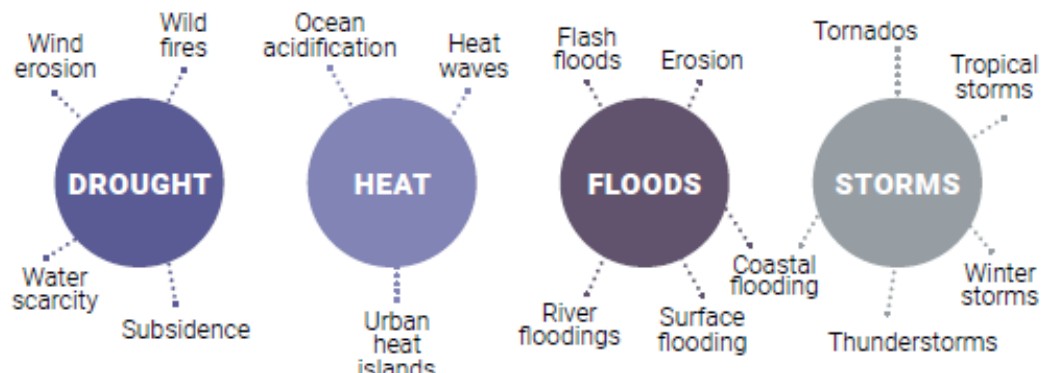 Wind
erosion
Wild
fires
DROUGHT
Water
scarcity
Subsidence
Ocean
acidification
Heat
waves
HEAT
Urban
heat
islands
Flash
floods
Erosion
FLOODS
River
floodings
Surface
flooding
Coastal
flooding
Tornados
Tropical
storms
STORMS
Winter
storms
Thunderstorms